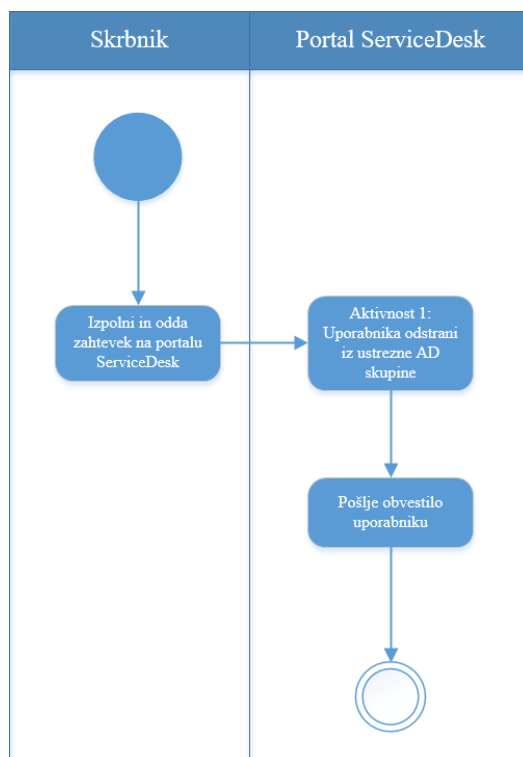 Skrbnik
Portal ServiceDesk
Izpolni in odda
zahtevek na portalu
ServiceDesk
Aktivnost 1:
Uporabnika odstrani
iz ustrezne AD
skupine
Pošlje obvestilo
uporabniku